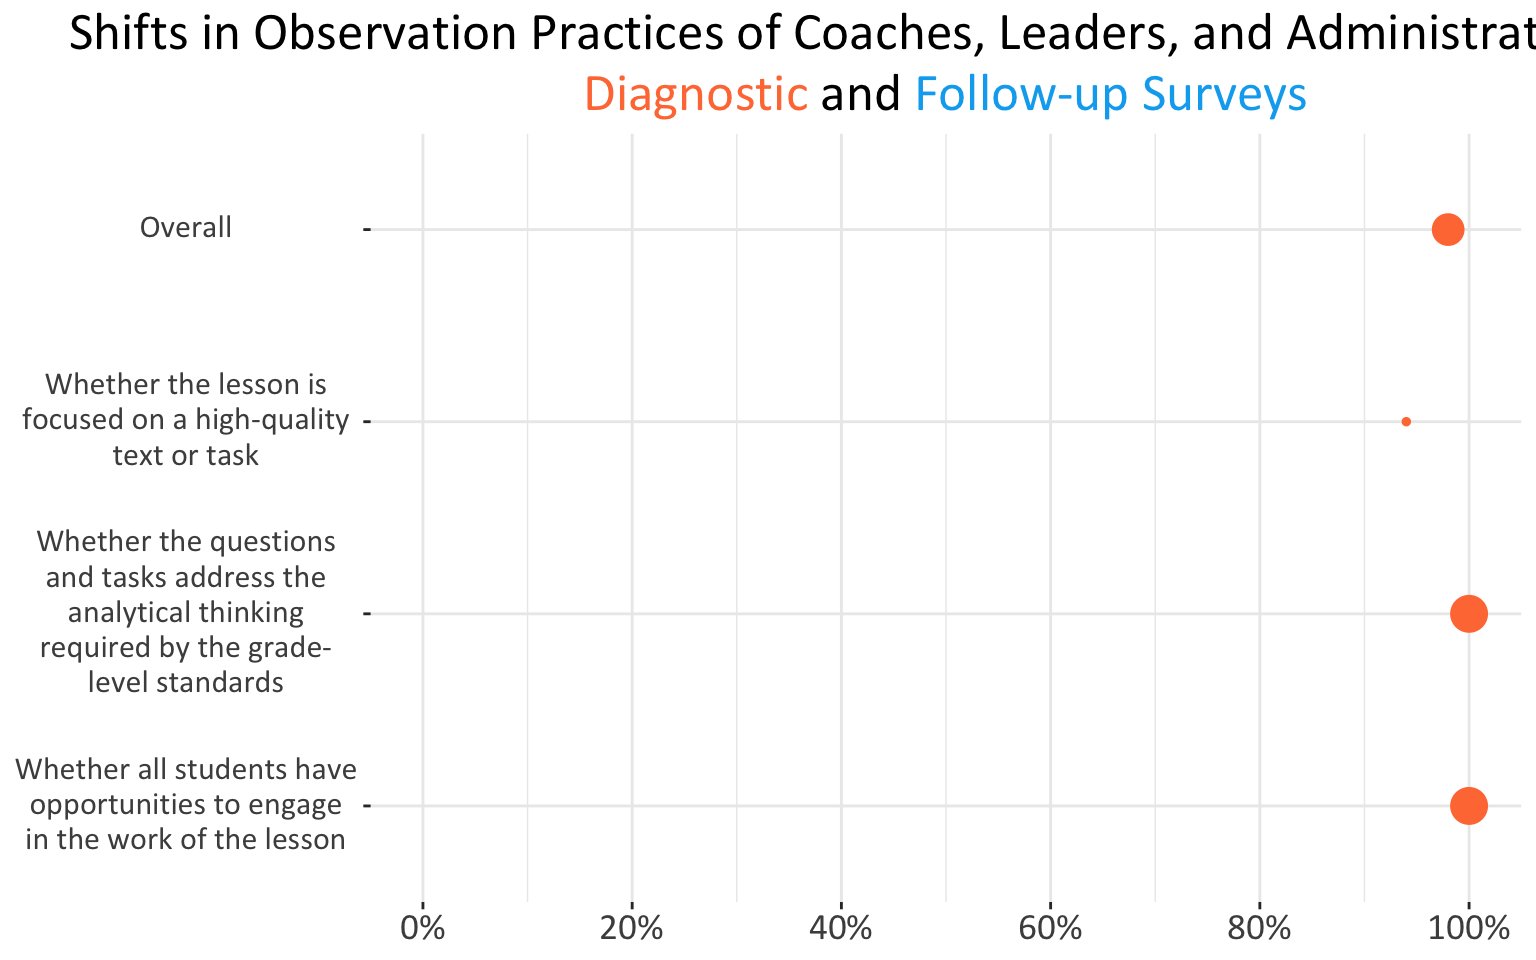 Shifts in Observation Practices of Coaches, Leaders, and Administrat
Diagnostic and Follow-up Surveys
Overall
Whether the lesson is
focused on a high-quality
text or task
Whether the questions
and tasks address the
analytical thinking
required by the grade-
level standards
Whether all students have
opportunities to engage
in the work of the lesson
0% 20% 40% 60% 80% 100%